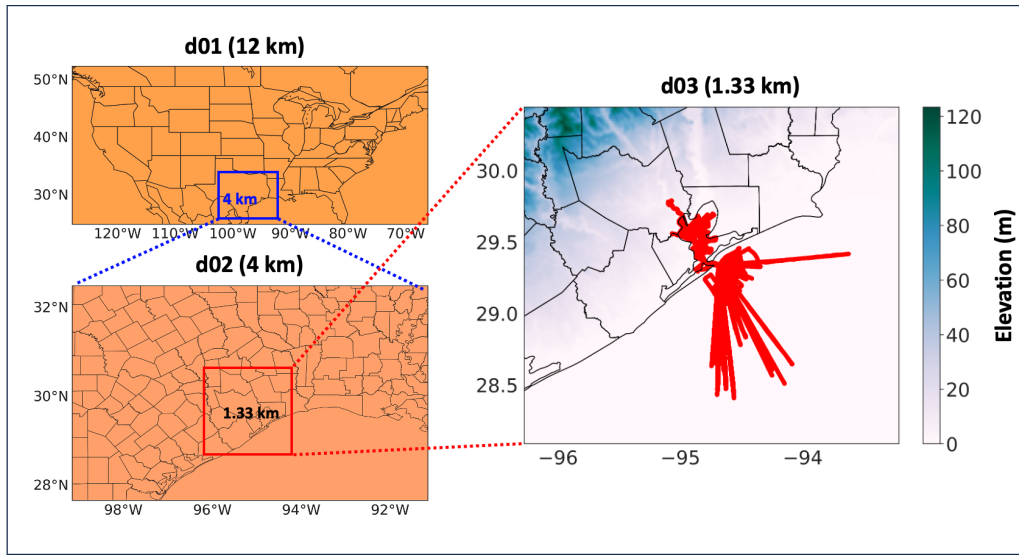 d01 (12 km)
50°N
40°N
30°N
4 km
120°W 110°W 100°W 90°W 80°W 70°W
d02 (4 km)
32°N
30°N
28°N
1.33 km
98°W 96°W 94°W 92°W
d03 (1.33 km)
30.0
29.5
29.0
28.5
−96 −95 −94
120
100
80
60
40
20
0
Elevation (m)